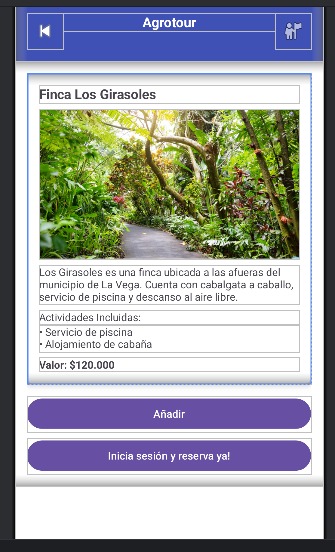 Agrotour
Finca Los Girasoles
Los Girasoles es una finca ubicada a las afueras del
municipio de La Vega. Cuenta con cabalgata a caballo,
servicio de piscina y descanso al aire libre.
Actividades Incluidas:
• Servicio de piscina
• Alojamiento de cabaña
Valor: $120.000
Añadir
Inicia sesión y reserva ya!